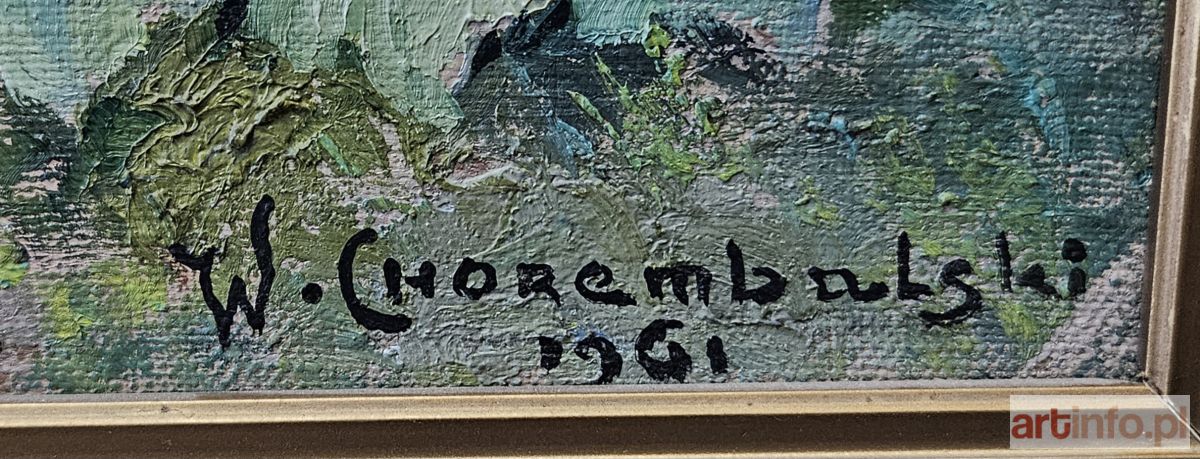 W. CHOREmbalski
1961
artinfo.pl